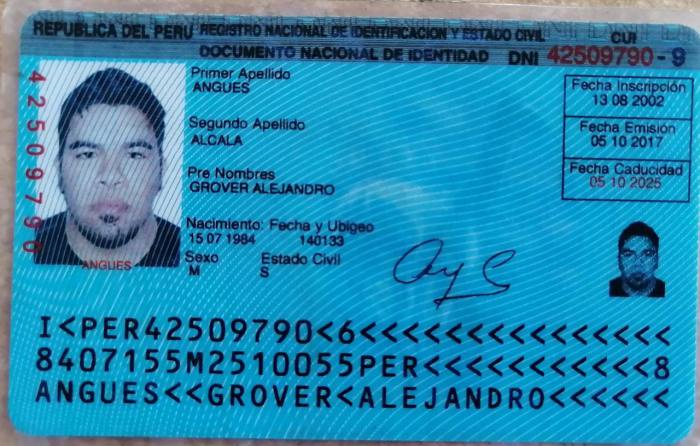 REPUBLICA DEL PERU REGISTRO NACIONAL DE IDENTIFICACION Y ESTADO CIVIL CUI
DOCUMENTO NACIONAL DE IDENTIDAD DNI 42509790 - 9
42509790
Primer Apellido
ANGUES
Segundo Apellido
ALCALA
Pre Nombres
GROVER ALEJANDRO
Nacimiento: Fecha y Ubigeo
15 07 1984 140133
Sexo Estado Civil
M S
ANGUES
Fecha Inscripción
13 08 2002
Fecha Emisión
05 10 2017
Fecha Caducidad
05 10 2025
I<PER42509790<6<<<<<<<<<<<<<<<
8407155M2510055PER<<<<<<<<<<<8
ANGUES<<GROVER<ALEJANDRO<<<<<<